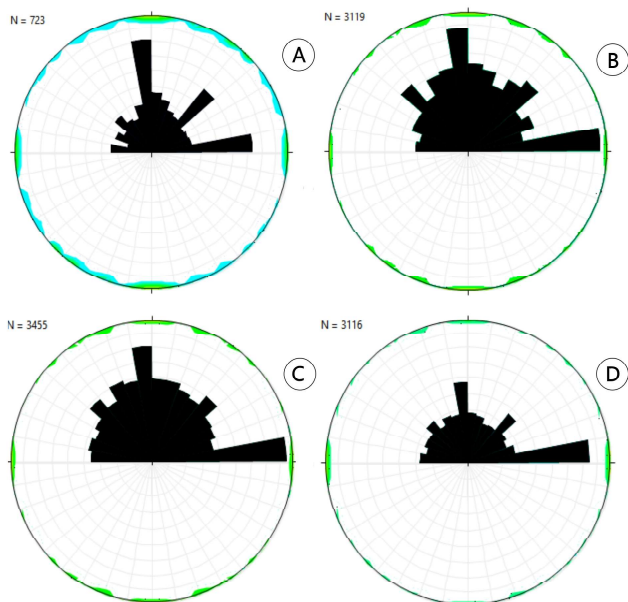 N = 723
A
N = 3119
B
N = 3455
C
N = 3116
D